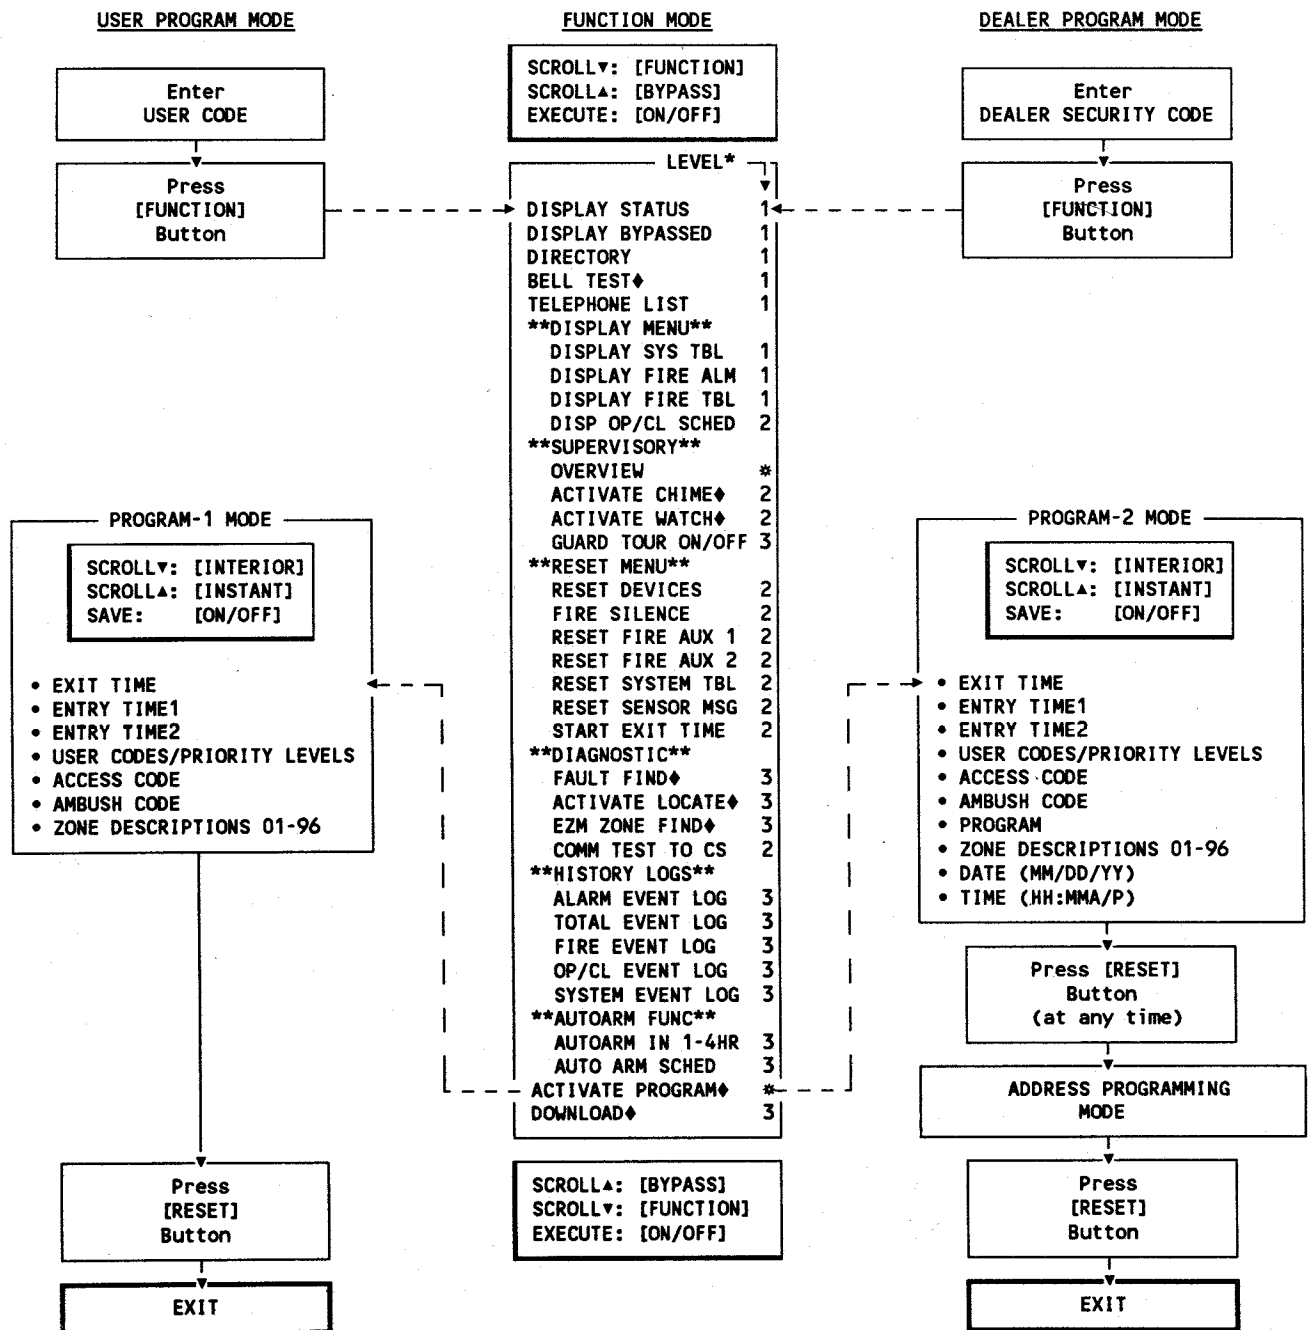 USER PROGRAM MODE
Enter
USER CODE
Press
[FUNCTION]
Button
PROGRAM-1 MODE
SCROLL▼: [INTERIOR]
SCROLL▲: [INSTANT]
SAVE: [ON/OFF]
• EXIT TIME
• ENTRY TIME1
• ENTRY TIME2
• USER CODES/PRIORITY LEVELS
• ACCESS CODE
• AMBUSH CODE
• ZONE DESCRIPTIONS 01-96
Press
[RESET]
Button
EXIT
FUNCTION MODE
SCROLL▼: [FUNCTION]
SCROLL▲: [BYPASS]
EXECUTE: [ON/OFF]
LEVEL*
DISPLAY STATUS 1
DISPLAY BYPASSED 1
DIRECTORY 1
BELL TEST♦ 1
TELEPHONE LIST 1
**DISPLAY MENU**
DISPLAY SYS TBL 1
DISPLAY FIRE ALM 1
DISPLAY FIRE TBL 1
DISP OP/CL SCHED 2
**SUPERVISORY**
OVERVIEW *
ACTIVATE CHIME♦ 2
ACTIVATE WATCH♦ 2
GUARD TOUR ON/OFF 3
**RESET MENU**
RESET DEVICES 2
FIRE SILENCE 2
RESET FIRE AUX 1 2
RESET FIRE AUX 2 2
RESET SYSTEM TBL 2
RESET SENSOR MSG 2
START EXIT TIME 2
**DIAGNOSTIC**
FAULT FIND♦ 3
ACTIVATE LOCATE♦ 3
EZM ZONE FIND♦ 3
COMM TEST TO CS 2
**HISTORY LOGS**
ALARM EVENT LOG 3
TOTAL EVENT LOG 3
FIRE EVENT LOG 3
OP/CL EVENT LOG 3
SYSTEM EVENT LOG 3
**AUTOARM FUNC**
AUTOARM IN 1-4HR 3
AUTO ARM SCHED 3
ACTIVATE PROGRAM♦ *
DOWNLOAD♦ 3
SCROLL▲: [BYPASS]
SCROLL▼: [FUNCTION]
EXECUTE: [ON/OFF]
DEALER PROGRAM MODE
Enter
DEALER SECURITY CODE
Press
[FUNCTION]
Button
PROGRAM-2 MODE
SCROLL▼: [INTERIOR]
SCROLL▲: [INSTANT]
SAVE: [ON/OFF]
• EXIT TIME
• ENTRY TIME1
• ENTRY TIME2
• USER CODES/PRIORITY LEVELS
• ACCESS CODE
• AMBUSH CODE
• PROGRAM
• ZONE DESCRIPTIONS 01-96
• DATE (MM/DD/YY)
• TIME (HH:MMA/P)
Press [RESET]
Button
(at any time)
ADDRESS PROGRAMMING
MODE
Press
[RESET]
Button
EXIT